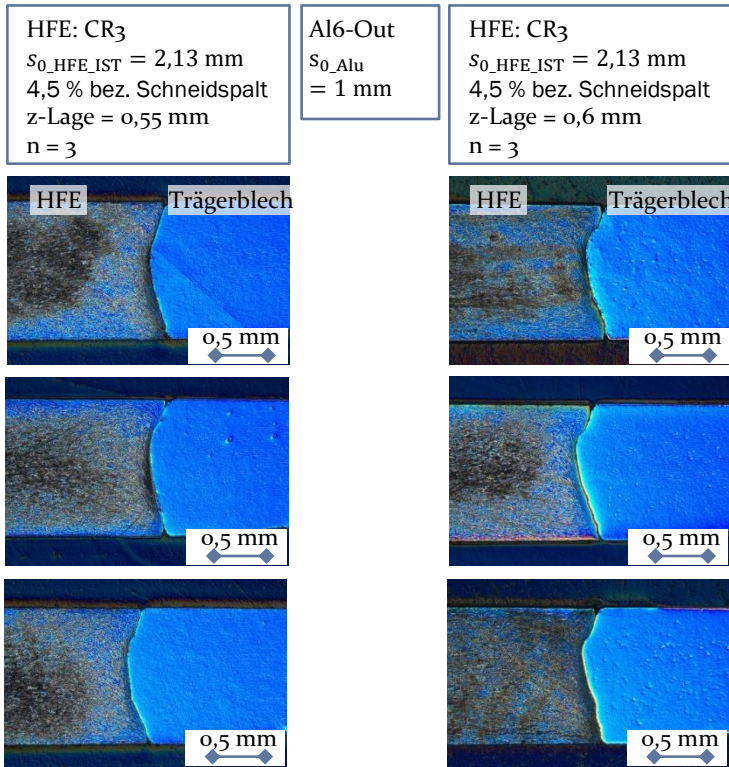 HFE: CR3
s₀_HFE_IST = 2,13 mm
4,5 % bez. Schneidspalt
z-Lage = 0,55 mm
n = 3
Al6-Out
s₀_Alu
= 1 mm
HFE: CR3
s₀_HFE_IST = 2,13 mm
4,5 % bez. Schneidspalt
z-Lage = 0,6 mm
n = 3
HFE Trägerblech
0,5 mm
HFE Trägerblech
0,5 mm
0,5 mm
0,5 mm
0,5 mm
0,5 mm